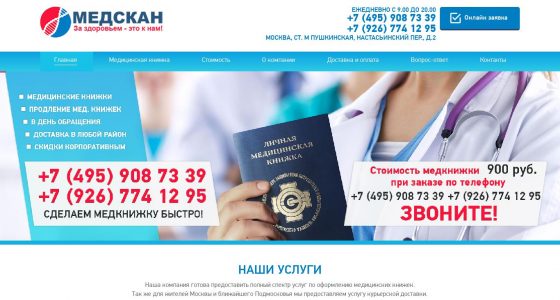 МЕДСКАН
За здоровьем - это к нам!
ЕЖЕДНЕВНО С 9.00 ДО 20.00
+7 (495) 908 73 39
+7 (926) 774 12 95
МОСКВА, СТ. М ПУШКИНСКАЯ, НАСТАСЬИНСКИЙ ПЕР., Д.2
Онлайн заявка
Главная
Медицинская книжка
Стоимость
О компании
Доставка и оплата
Вопрос-ответ
Контакты
МЕДИЦИНСКИЕ КНИЖКИ
ПРОДЛЕНИЕ МЕД. КНИЖЕК
В ДЕНЬ ОБРАЩЕНИЯ
ДОСТАВКА В ЛЮБОЙ РАЙОН
СКИДКИ КОРПОРАТИВНЫМ
+7 (495) 908 73 39
+7 (926) 774 12 95
СДЕЛАЕМ МЕДКНИЖКУ БЫСТРО!
ЛИЧНАЯ
МЕДИЦИНСКАЯ
КНИЖКА
Стоимость медкнижки 900 руб.
при заказе по телефону
+7 (495) 908 73 39 +7 (926) 774 12 95
ЗВОНИТЕ!
НАШИ УСЛУГИ
Наша компания готова предоставить полный спектр услуг по оформлению медицинских книжек.
Так же для жителей Москвы и ближайшего Подмосковья мы предоставляем услугу курьерской доставки.